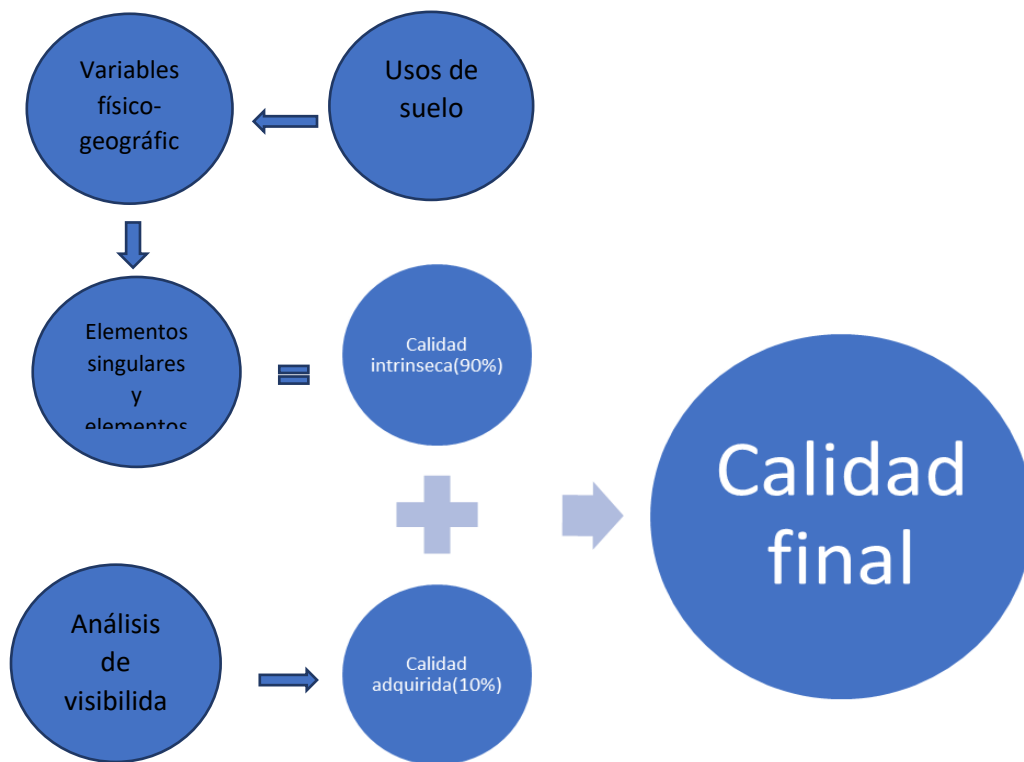 Variables
físico-
geográfic
Usos de
suelo
Elementos
singulares
y
elementos
Calidad
intrinseca(90%)
Calidad
final
Análisis
de
visibilida
Calidad
adquirida(10%)